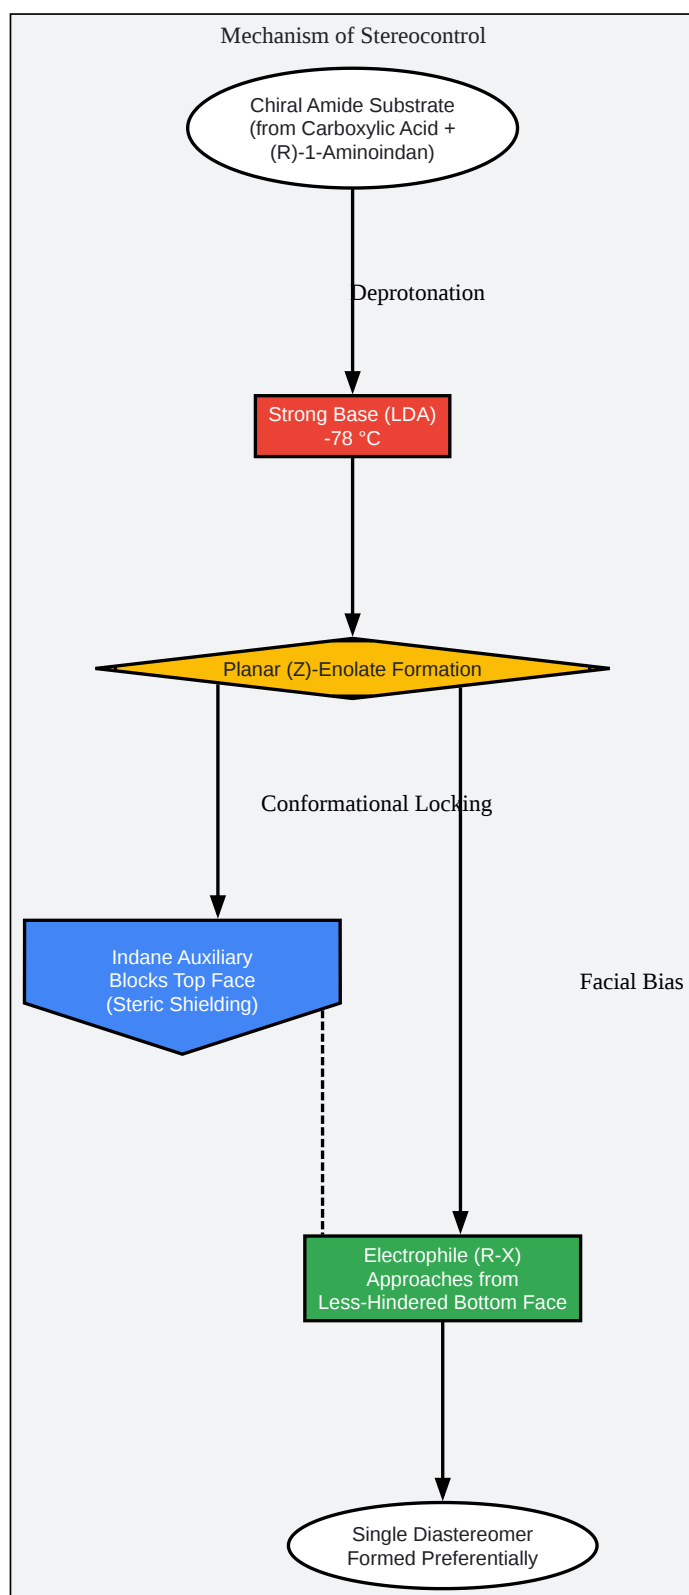 Mechanism of Stereocontrol
Chiral Amide Substrate
(from Carboxylic Acid +
(R)-1-Aminoindan)
Deprotonation
Strong Base (LDA)
-78 °C
Planar (Z)-Enolate Formation
Conformational Locking
Indane Auxiliary
Blocks Top Face
(Steric Shielding)
Facial Bias
Electrophile (R-X)
Approaches from
Less-Hindered Bottom Face
Single Diastereomer
Formed Preferentially